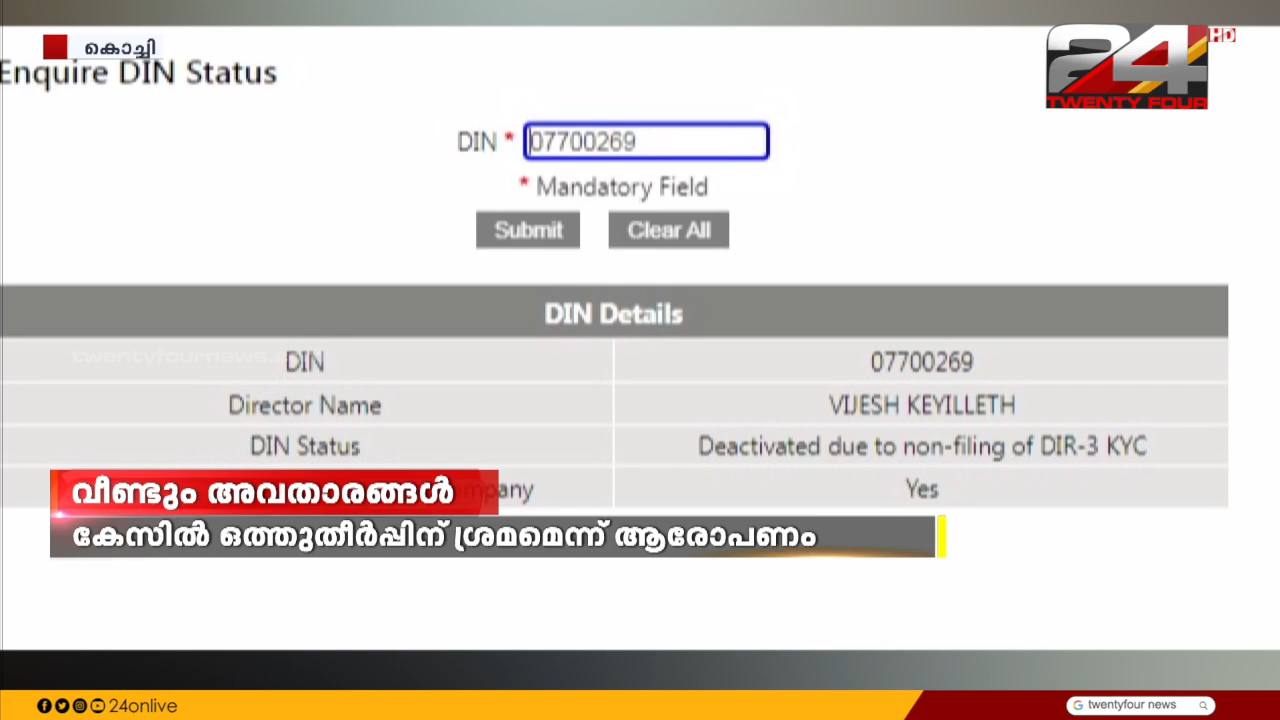 കൊച്ചി
24 HD
TWENTY FOUR
Enquire DIN Status
DIN * 07700269
* Mandatory Field
Submit Clear All
DIN Details
twentyfournews.
DIN 07700269
Director Name VIJESH KEYILLETH
DIN Status Deactivated due to non-filing of DIR-3 KYC
Yes
വീണ്ടും അവതാരങ്ങൾ
കേസിൽ ഒത്തുതീർപ്പിന് ശ്രമമെന്ന് ആരോപണം
24onlive
twentyfour news